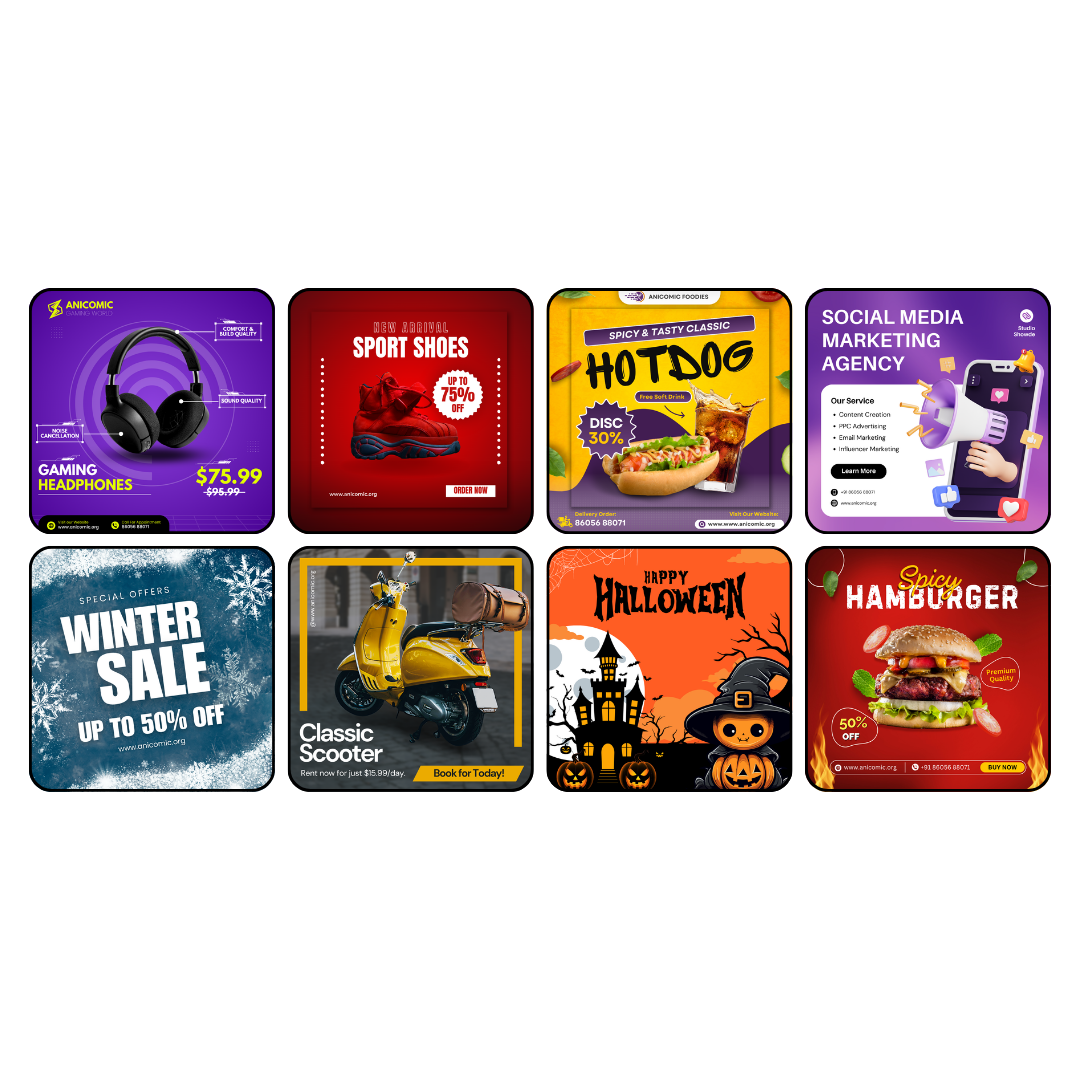 ANICOMIC
GAMING WORLD
COMFORT &
BUILD QUALITY
SOUND QUALITY
NOISE
CANCELLATION
GAMING
HEADPHONES
$75.99
$95.99
Visit our Website
www.anicomic.org
Call For Appointment
86056 88071
NEW ARRIVAL
SPORT SHOES
UP TO
75%
OFF
www.anicomic.org
ORDER NOW
ANICOMIC FOODIES
SPICY & TASTY CLASSIC
HOTDOG
Free Soft Drink
DISC
30%
Delivery Order:
86056 88071
Visit Our Website:
www.www.anicomic.org
SOCIAL MEDIA
MARKETING
AGENCY
Studio
Showde
Our Service
• Content Creation
• PPC Advertising
• Email Marketing
• Influencer Marketing
Learn More
+91 86056 88071
www.anicomic.org
SPECIAL OFFERS
WINTER
SALE
UP TO 50% OFF
www.anicomic.org
@www.anicomic.org
Classic
Scooter
Rent now for just $15.99/day.
Book for Today!
HAPPY
HALLOWEEN
Spicy
HAMBURGER
Premium
Quality
50%
OFF
www.anicomic.org
+91 86056 88071
BUY NOW